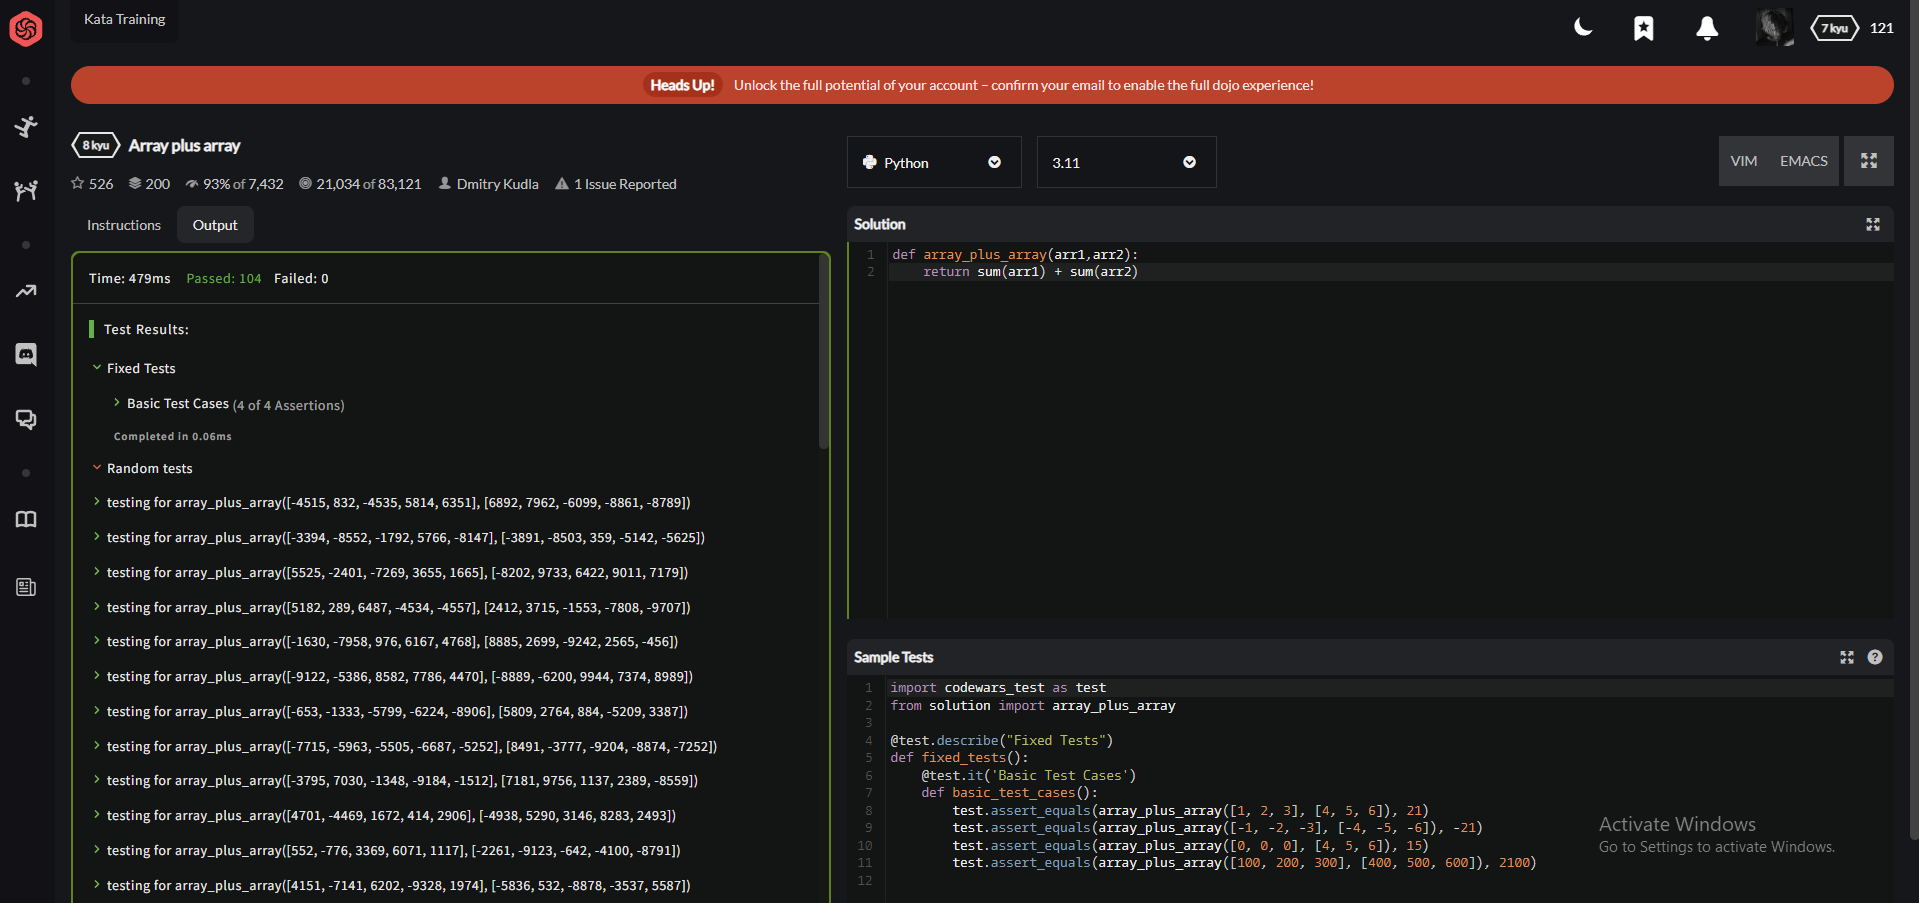 Kata Training
7 kyu 121
Heads Up! Unlock the full potential of your account – confirm your email to enable the full dojo experience!
8 kyu Array plus array
526 200 93% of 7,432 21,034 of 83,121 Dmitry Kudla 1 Issue Reported
Instructions Output
Time: 479ms Passed: 104 Failed: 0
Test Results:
Fixed Tests
Basic Test Cases (4 of 4 Assertions)
Completed in 0.06ms
Random tests
testing for array_plus_array([-4515, 832, -4535, 5814, 6351], [6892, 7962, -6099, -8861, -8789])
testing for array_plus_array([-3394, -8552, -1792, 5766, -8147], [-3891, -8503, 359, -5142, -5625])
testing for array_plus_array([5525, -2401, -7269, 3655, 1665], [-8202, 9733, 6422, 9011, 7179])
testing for array_plus_array([5182, 289, 6487, -4534, -4557], [2412, 3715, -1553, -7808, -9707])
testing for array_plus_array([-1630, -7958, 976, 6167, 4768], [8885, 2699, -9242, 2565, -456])
testing for array_plus_array([-9122, -5386, 8582, 7786, 4470], [-8889, -6200, 9944, 7374, 8989])
testing for array_plus_array([-653, -1333, -5799, -6224, -8906], [5809, 2764, 884, -5209, 3387])
testing for array_plus_array([-7715, -5963, -5505, -6687, -5252], [8491, -3777, -9204, -8874, -7252])
testing for array_plus_array([-3795, 7030, -1348, -9184, -1512], [7181, 9756, 1137, 2389, -8559])
testing for array_plus_array([4701, -4469, 1672, 414, 2906], [-4938, 5290, 3146, 8283, 2493])
testing for array_plus_array([552, -776, 3369, 6071, 1117], [-2261, -9123, -642, -4100, -8791])
testing for array_plus_array([4151, -7141, 6202, -9328, 1974], [-5836, 532, -8878, -3537, 5587])
Python 3.11
VIM EMACS
Solution
1 def array_plus_array(arr1,arr2):
2     return sum(arr1) + sum(arr2)
Sample Tests
1 import codewars_test as test
2 from solution import array_plus_array
3
4 @test.describe("Fixed Tests")
5 def fixed_tests():
6     @test.it('Basic Test Cases')
7     def basic_test_cases():
8         test.assert_equals(array_plus_array([1, 2, 3], [4, 5, 6]), 21)
9         test.assert_equals(array_plus_array([-1, -2, -3], [-4, -5, -6]), -21)
10         test.assert_equals(array_plus_array([0, 0, 0], [4, 5, 6]), 15)
11         test.assert_equals(array_plus_array([100, 200, 300], [400, 500, 600]), 2100)
12
Activate Windows
Go to Settings to activate Windows.